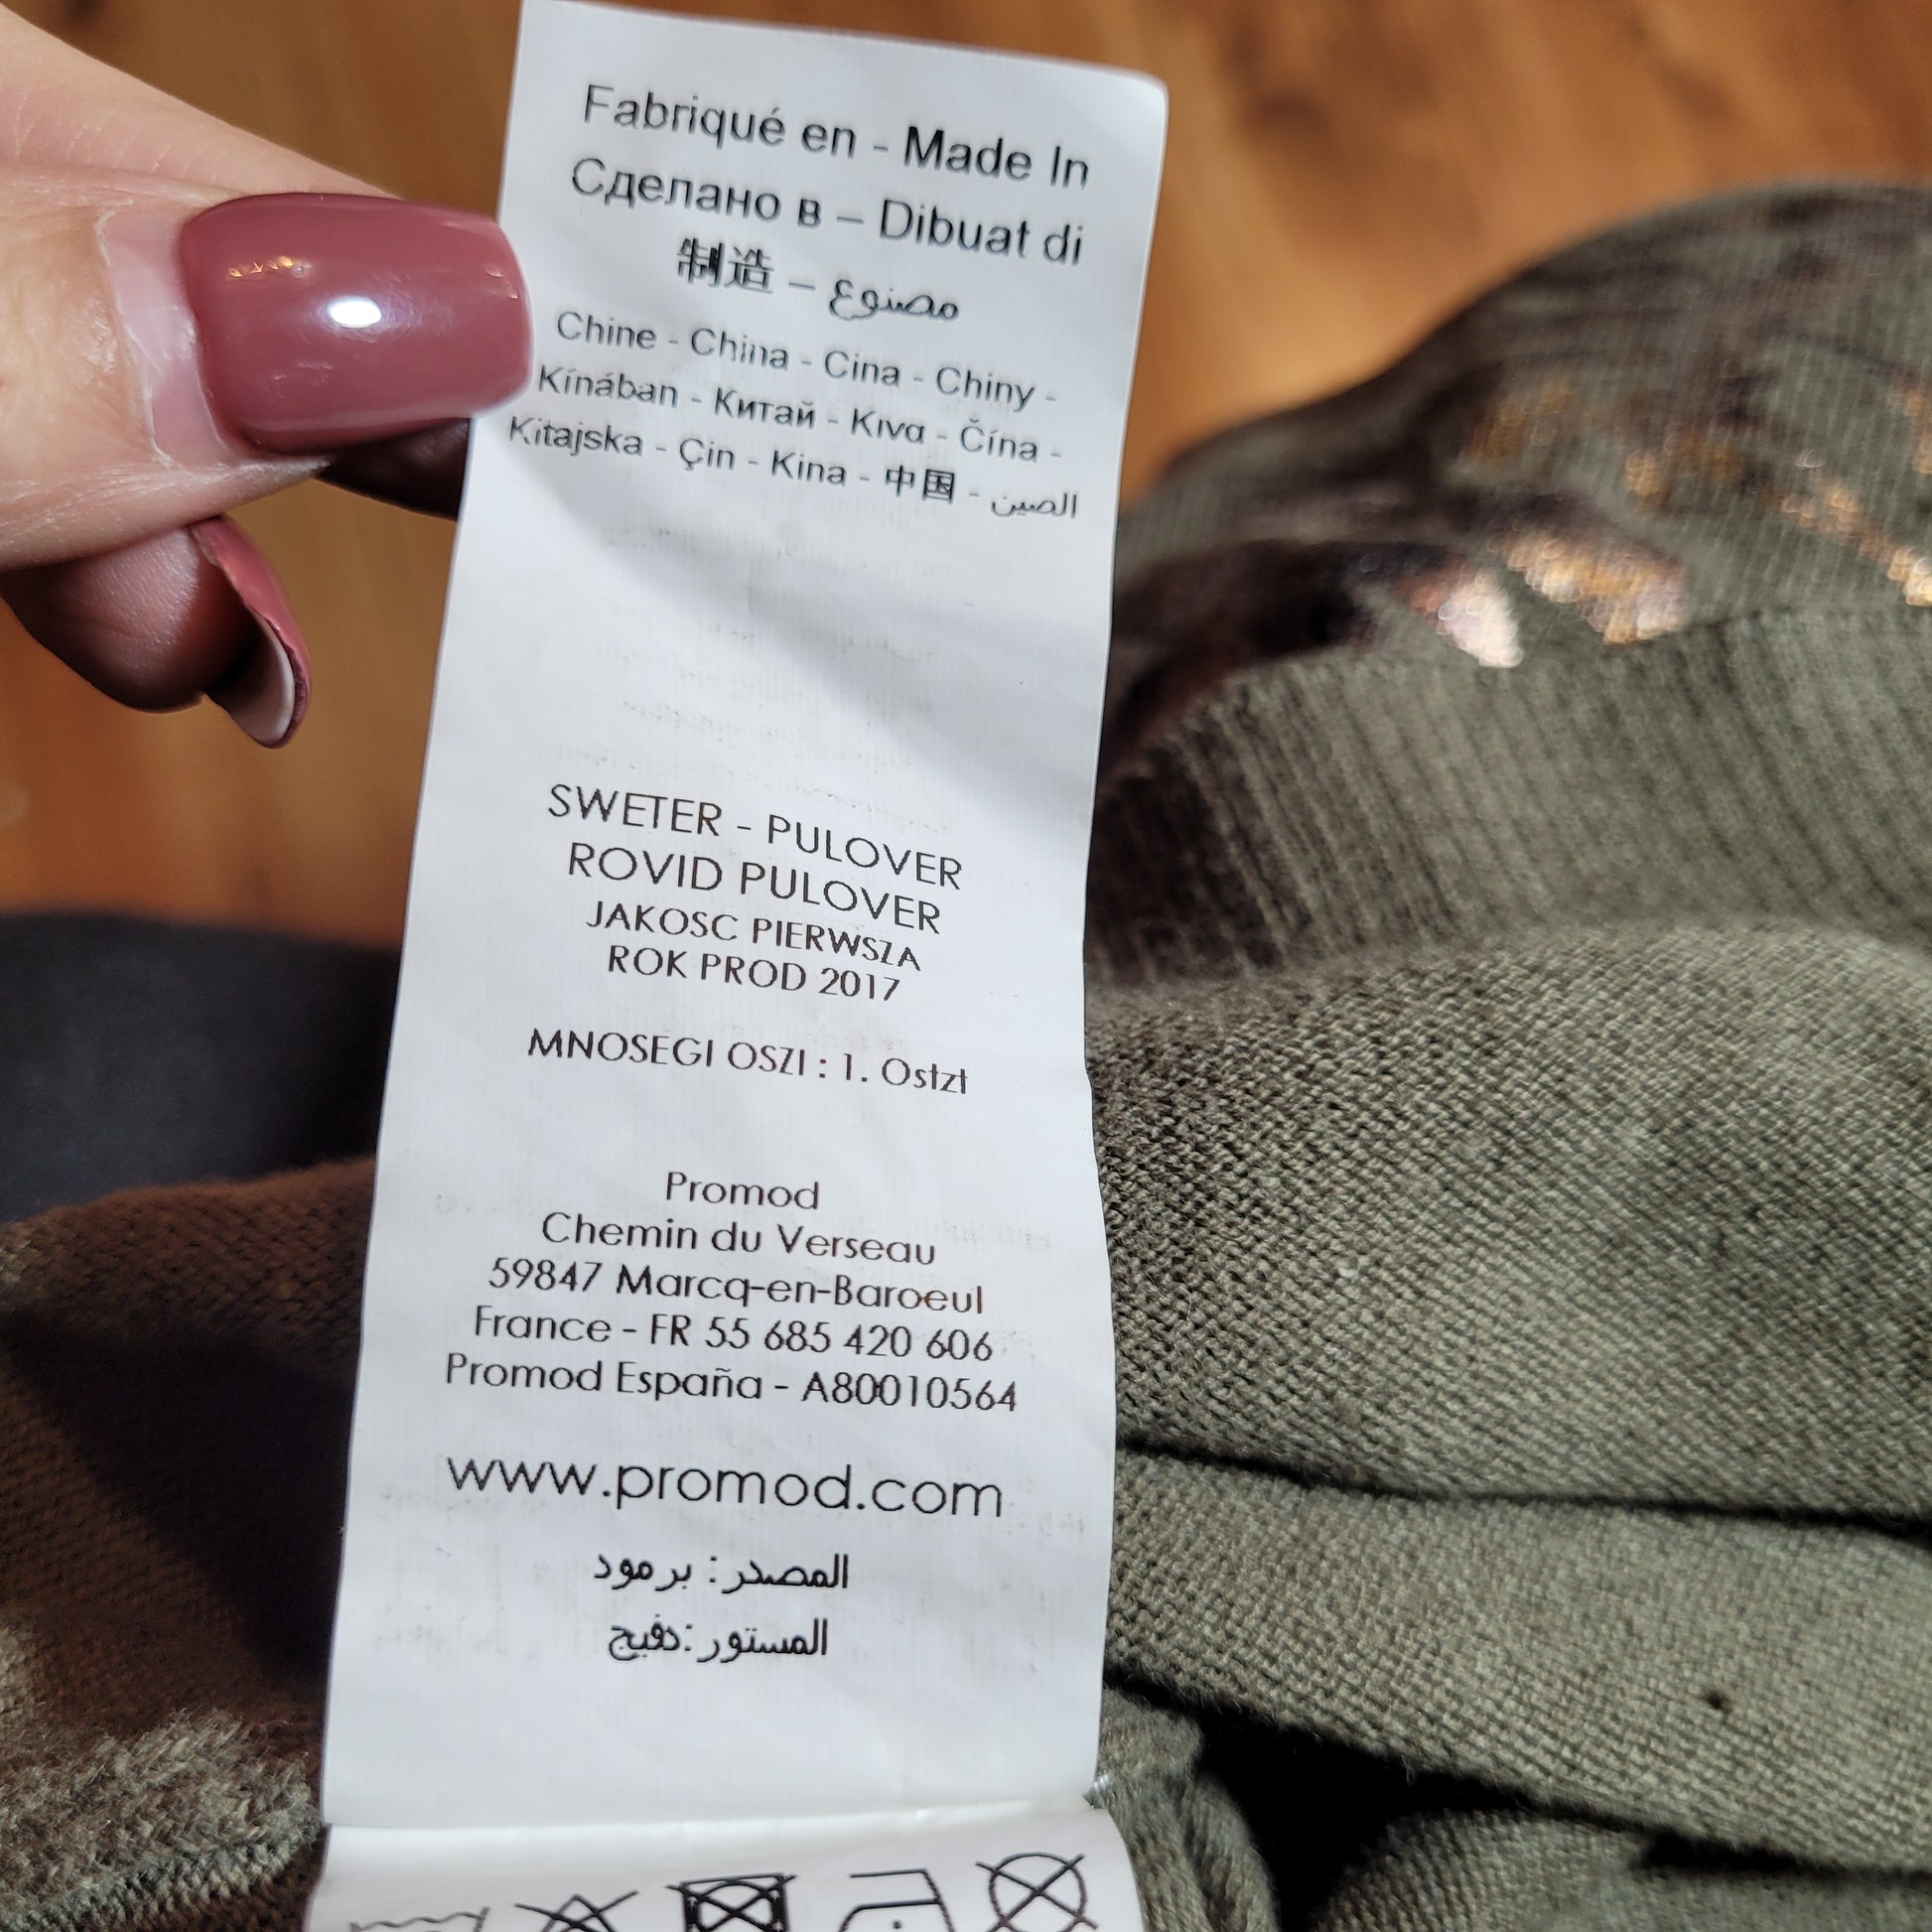 Fabriqué en - Made In
Сделано в – Dibuat di
制造 – مصنوع
Chine - China - Cina - Chiny -
Kínában - Китай - Κινα - Čína -
Kitajska - Çin - Kina - 中国 - الصين
SWETER - PULOVER
ROVID PULOVER
JAKOSC PIERWSZA
ROK PROD 2017
MNOSEGI OSZI : 1. Ostzt
Promod
Chemin du Verseau
59847 Marcq-en-Baroeul
France - FR 55 685 420 606
Promod España - A80010564
www.promod.com
المصدر: برمود
المستور :دفيج